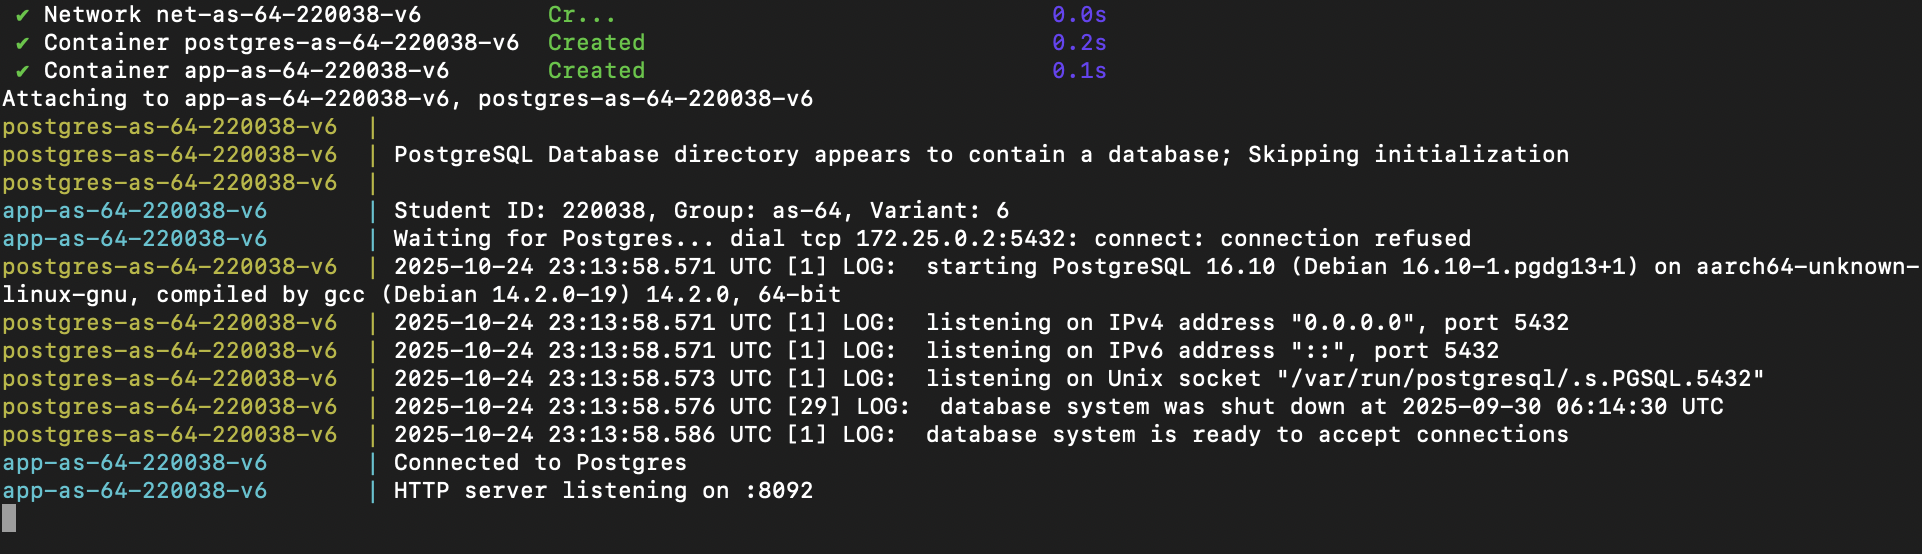 ✔ Network net-as-64-220038-v6 Cr... 0.0s
✔ Container postgres-as-64-220038-v6 Created 0.2s
✔ Container app-as-64-220038-v6 Created 0.1s
Attaching to app-as-64-220038-v6, postgres-as-64-220038-v6
postgres-as-64-220038-v6 |
postgres-as-64-220038-v6 | PostgreSQL Database directory appears to contain a database; Skipping initialization
postgres-as-64-220038-v6 |
app-as-64-220038-v6 | Student ID: 220038, Group: as-64, Variant: 6
app-as-64-220038-v6 | Waiting for Postgres... dial tcp 172.25.0.2:5432: connect: connection refused
postgres-as-64-220038-v6 | 2025-10-24 23:13:58.571 UTC [1] LOG:  starting PostgreSQL 16.10 (Debian 16.10-1.pgdg13+1) on aarch64-unknown-
linux-gnu, compiled by gcc (Debian 14.2.0-19) 14.2.0, 64-bit
postgres-as-64-220038-v6 | 2025-10-24 23:13:58.571 UTC [1] LOG:  listening on IPv4 address "0.0.0.0", port 5432
postgres-as-64-220038-v6 | 2025-10-24 23:13:58.571 UTC [1] LOG:  listening on IPv6 address "::", port 5432
postgres-as-64-220038-v6 | 2025-10-24 23:13:58.573 UTC [1] LOG:  listening on Unix socket "/var/run/postgresql/.s.PGSQL.5432"
postgres-as-64-220038-v6 | 2025-10-24 23:13:58.576 UTC [29] LOG:  database system was shut down at 2025-09-30 06:14:30 UTC
postgres-as-64-220038-v6 | 2025-10-24 23:13:58.586 UTC [1] LOG:  database system is ready to accept connections
app-as-64-220038-v6 | Connected to Postgres
app-as-64-220038-v6 | HTTP server listening on :8092